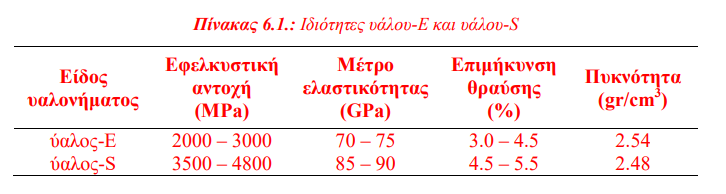 Πίνακας 6.1.: Ιδιότητες υάλου-Ε και υάλου-S
Είδος υαλονήματος Εφελκυστική αντοχή (MPa) Μέτρο ελαστικότητας (GPa) Επιμήκυνση θραύσης (%) Πυκνότητα (gr/cm³)
ύαλος-Ε 2000 – 3000 70 – 75 3.0 – 4.5 2.54
ύαλος-S 3500 – 4800 85 – 90 4.5 – 5.5 2.48